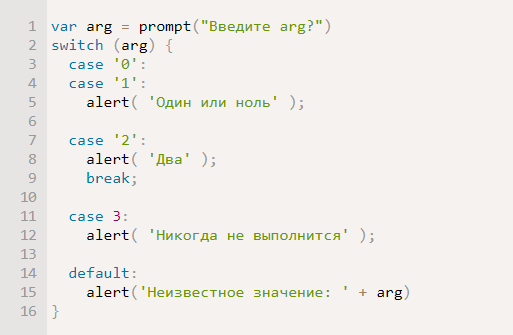 1 var arg = prompt("Введите arg?")
2 switch (arg) {
3   case '0':
4   case '1':
5     alert( 'Один или ноль' );
6
7   case '2':
8     alert( 'Два' );
9     break;
10
11   case 3:
12     alert( 'Никогда не выполнится' );
13
14   default:
15     alert('Неизвестное значение: ' + arg)
16 }